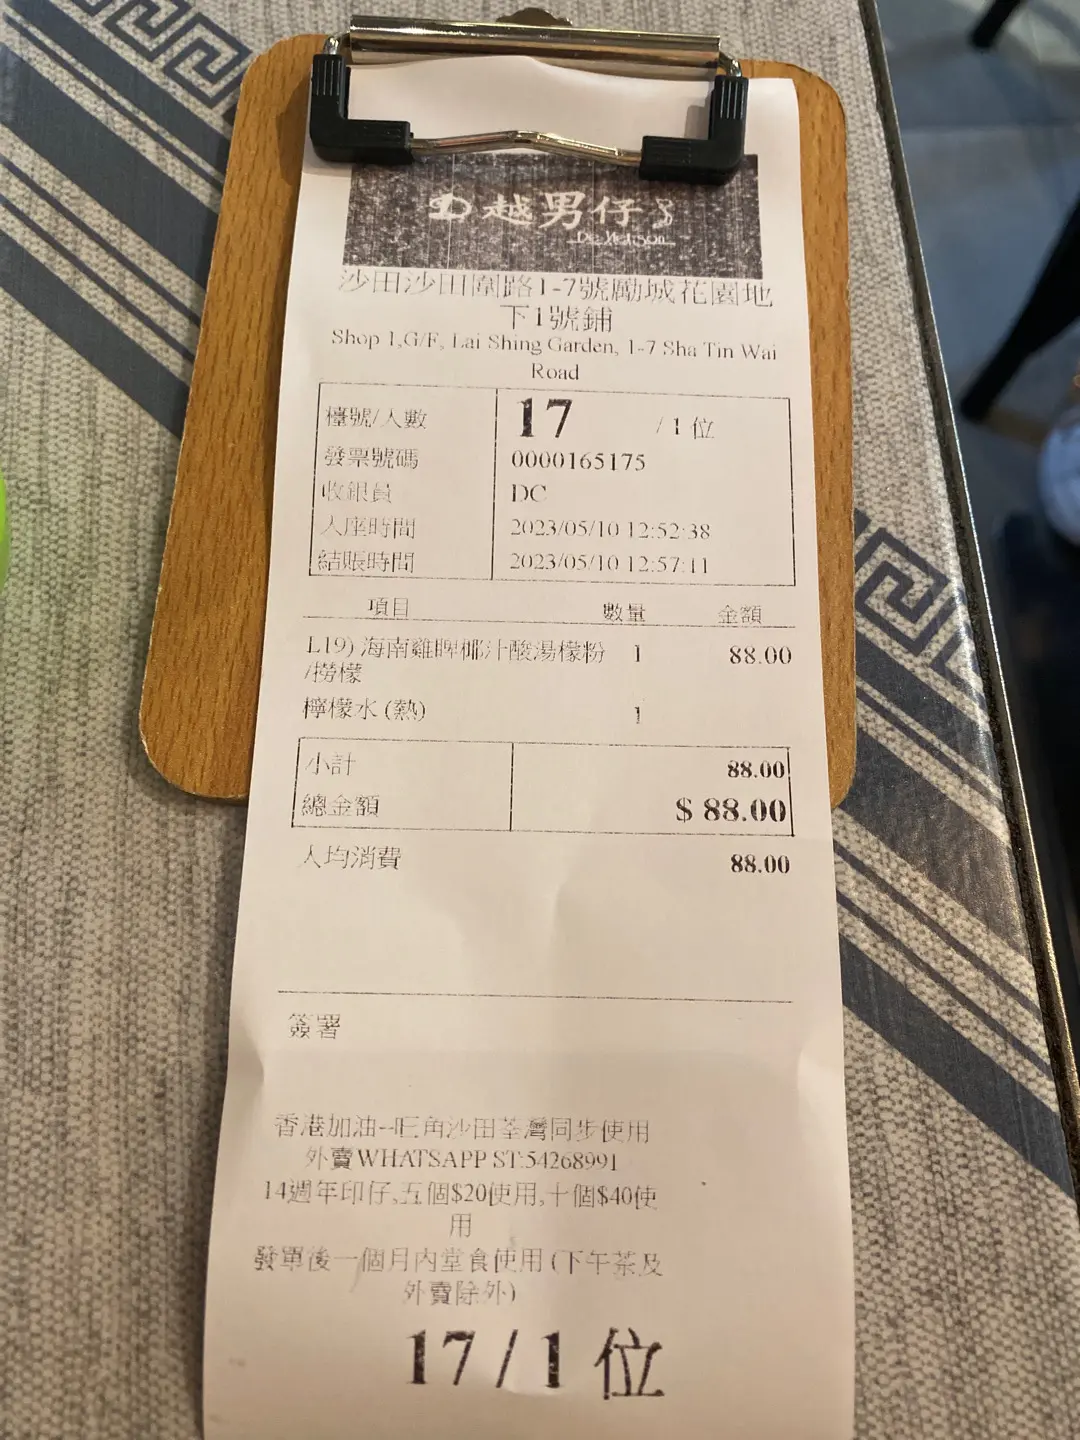 越男仔
Die Vietson
沙田沙田圍路1-7號勵城花園地
下1號鋪
Shop 1,G/F, Lai Shing Garden, 1-7 Sha Tin Wai
Road
檯號/人數 17 /1位
發票號碼 0000165175
收銀員 DC
入座時間 2023/05/10 12:52:38
結賬時間 2023/05/10 12:57:11
項目 數量 金額
L19) 海南雞髀椰汁酸湯檬粉 1 88.00
/撈檬
檸檬水 (熱) 1
小計 88.00
總金額 $ 88.00
人均消費 88.00
簽署
香港加油--旺角沙田荃灣同步使用
外賣WHATSAPP ST:54268991
14週年印仔,五個$20使用,十個$40使
用
發單後一個月內堂食使用 (下午茶及
外賣除外)
17 / 1 位